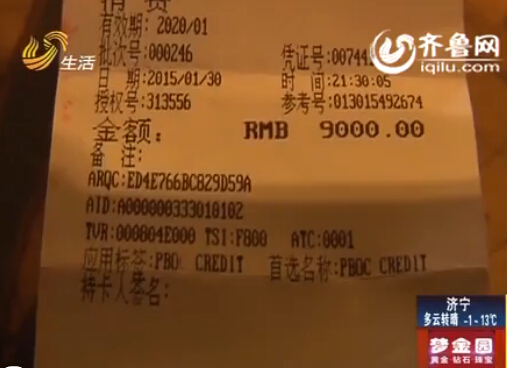 消费
有效期：2020/01
批次号：000246 凭证号：00744
日 期：2015/01/30 时 间：21:30:05
授权号：313556 参考号：013015492674
金额： RMB 9000.00
备 注：
ARQC:ED4E766BC829D59A
AID:A000000333010102
TVR:000804E000 TSI:F800 ATC:0001
应用标签：PBOC CREDIT 首选名称：PBOC CREDIT
持卡人签名：
生活
齐鲁网
iqilu.com
济宁
多云转晴 -1~13℃
梦金园
黄金·钻石·珠宝